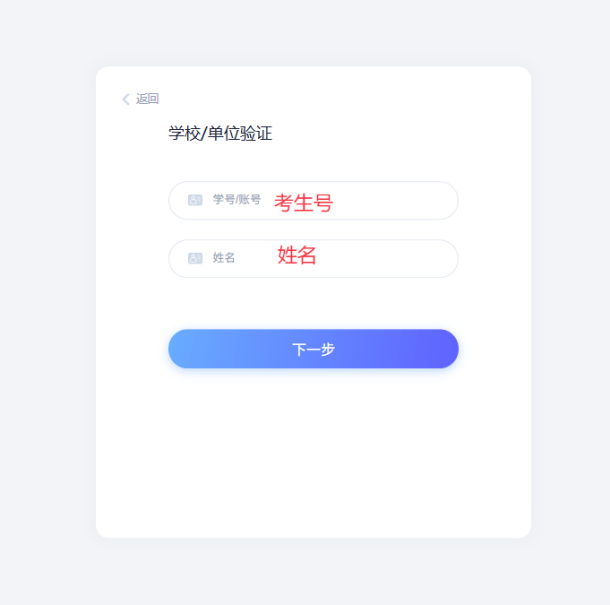 返回
学校/单位验证
学号/账号 考生号
姓名 姓名
下一步